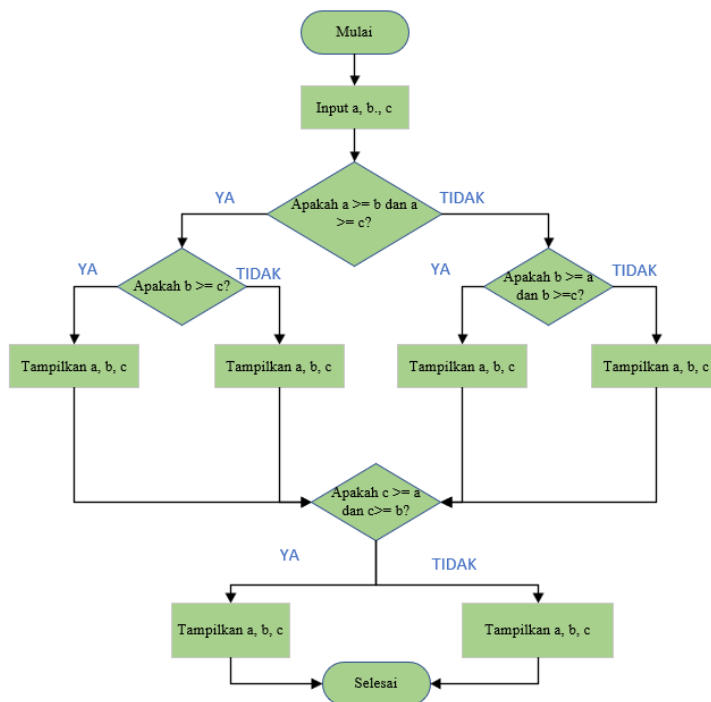 Mulai
Input a, b., c
Apakah a >= b dan a
>= c?
YA
TIDAK
Apakah b >= c?
YA
TIDAK
Apakah b >= a
dan b >=c?
YA
TIDAK
Tampilkan a, b, c
Tampilkan a, b, c
Tampilkan a, b, c
Tampilkan a, b, c
Apakah c >= a
dan c>= b?
YA
TIDAK
Tampilkan a, b, c
Tampilkan a, b, c
Selesai